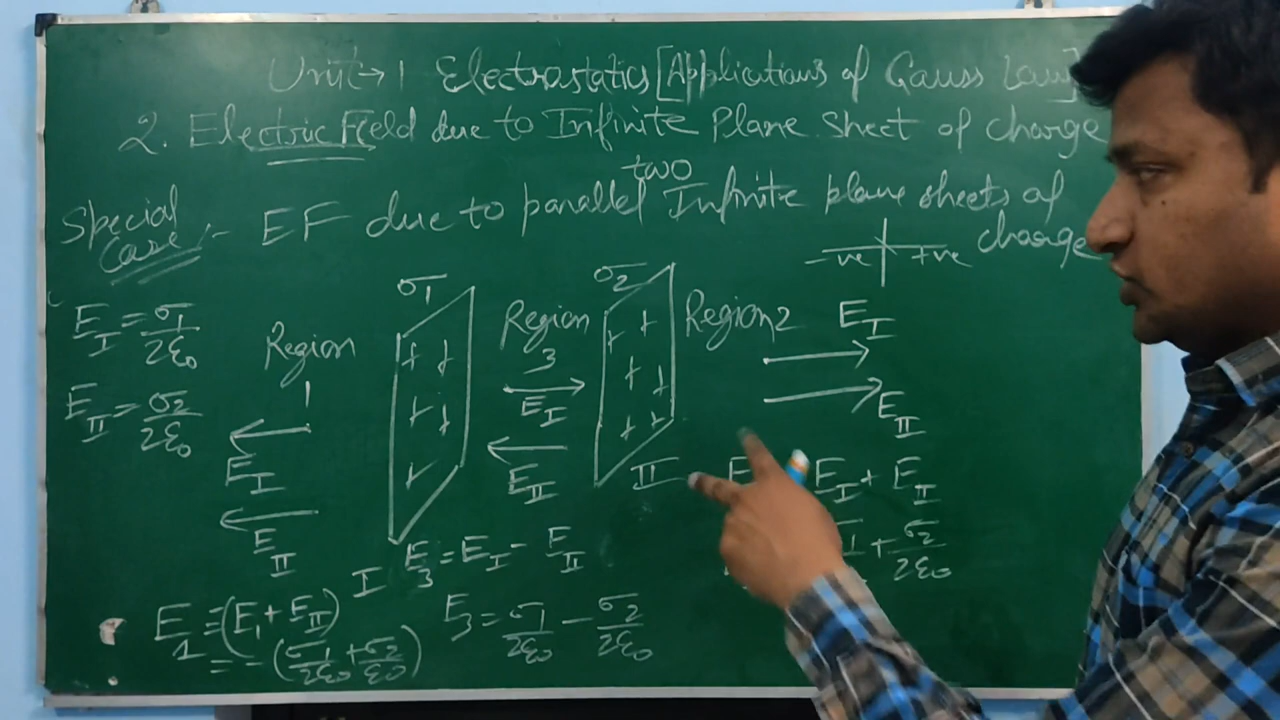 Unit → 1 Electrostatics [Applications of Gauss Law]
2. Electric Field due to Infinite Plane Sheet of charge
two
Special Case :- EF due to parallel Infinite plane sheets of charge
-ve +ve
E_I = σ1/2ε0
E_II = σ2/2ε0
Region 1
E_I
E_II
σ1
I
Region 3
E_I
E_II
σ2
II
Region 2
E_I
E_II
E_I + E_II
+ σ2/2ε0
E_3 = E_I - E_II
E_3 = σ1/2ε0 - σ2/2ε0
E_1 = (E_1 + E_II)
= - (σ1/2ε0 + σ2/ε0)